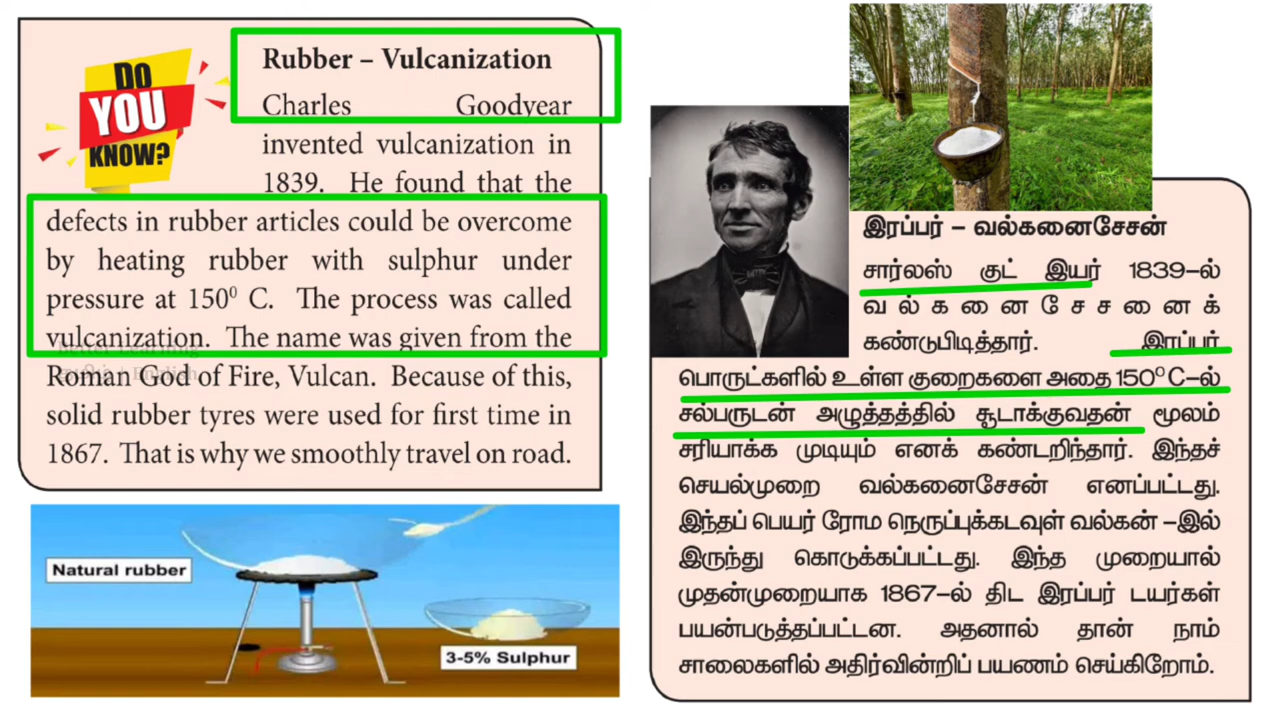 DO
YOU
KNOW?
Rubber – Vulcanization
Charles Goodyear
invented vulcanization in
1839. He found that the
defects in rubber articles could be overcome
by heating rubber with sulphur under
pressure at 150⁰ C. The process was called
vulcanization. The name was given from the
Better Learning
English
Roman God of Fire, Vulcan. Because of this,
solid rubber tyres were used for first time in
1867. That is why we smoothly travel on road.
Natural rubber
3-5% Sulphur
இரப்பர் – வல்கனைசேசன்
சார்லஸ் குட் இயர் 1839–ல்
வல்கனைசேசனைக்
கண்டுபிடித்தார். இரப்பர்
பொருட்களில் உள்ள குறைகளை அதை 150⁰ C–ல்
சல்பருடன் அழுத்தத்தில் சூடாக்குவதன் மூலம்
சரியாக்க முடியும் எனக் கண்டறிந்தார். இந்தச்
செயல்முறை வல்கனைசேசன் எனப்பட்டது.
இந்தப் பெயர் ரோம நெருப்புக்கடவுள் வல்கன் –இல்
இருந்து கொடுக்கப்பட்டது. இந்த முறையால்
முதன்முறையாக 1867–ல் திட இரப்பர் டயர்கள்
பயன்படுத்தப்பட்டன. அதனால் தான் நாம்
சாலைகளில் அதிர்வின்றிப் பயணம் செய்கிறோம்.